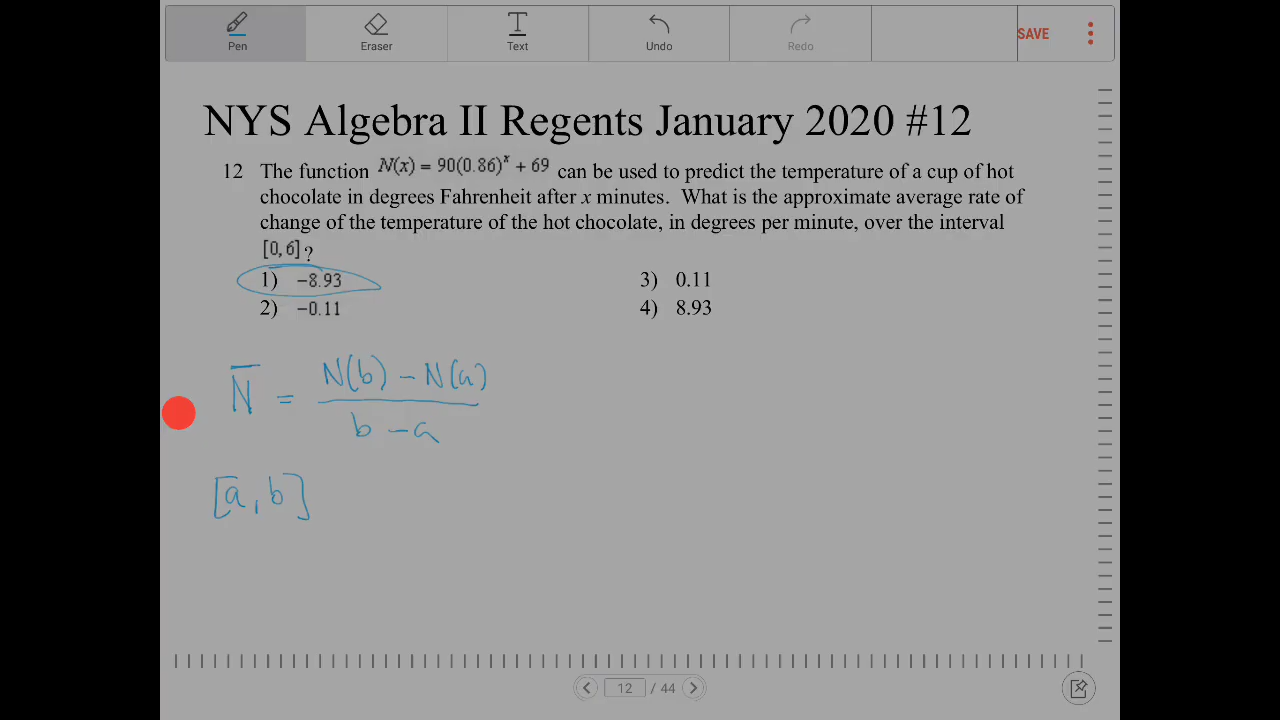 Pen Eraser Text Undo Redo SAVE
NYS Algebra II Regents January 2020 #12
12 The function N(x) = 90(0.86)^x + 69 can be used to predict the temperature of a cup of hot
chocolate in degrees Fahrenheit after x minutes. What is the approximate average rate of
change of the temperature of the hot chocolate, in degrees per minute, over the interval
[0, 6]?
1) −8.93 3) 0.11
2) −0.11 4) 8.93
N̅ = N(b) − N(a)
b − a
[a, b]
12 / 44